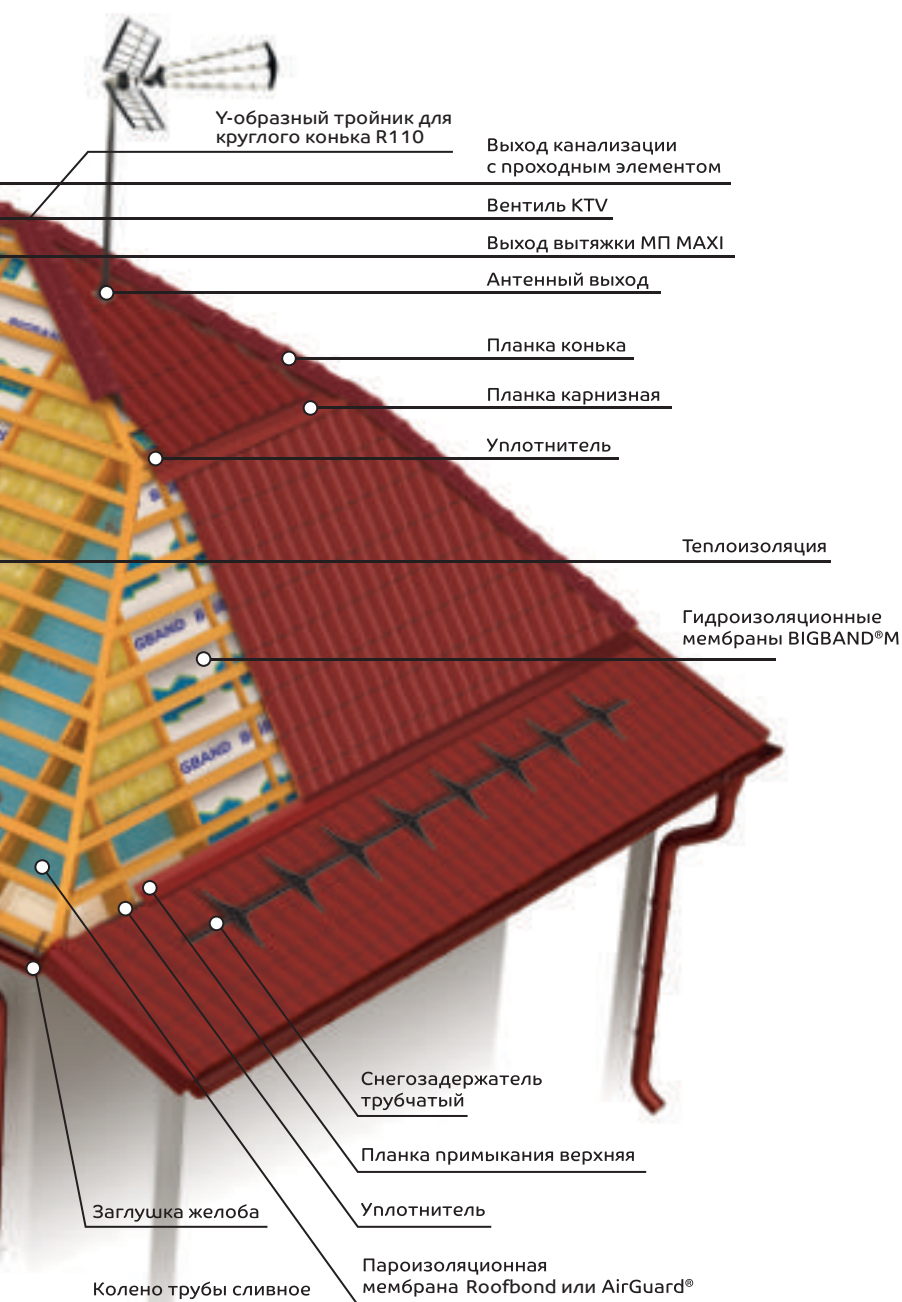 Y-образный тройник для
круглого конька R110
Выход канализации
с проходным элементом
Вентиль KTV
Выход вытяжки МП MAXI
Антенный выход
Планка конька
Планка карнизная
Уплотнитель
Теплоизоляция
Гидроизоляционные
мембраны BIGBAND®M
GBAND B
GBAND B
Снегозадержатель
трубчатый
Планка примыкания верхняя
Уплотнитель
Заглушка желоба
Пароизоляционная
мембрана Roofbond или AirGuard®
Колено трубы сливное